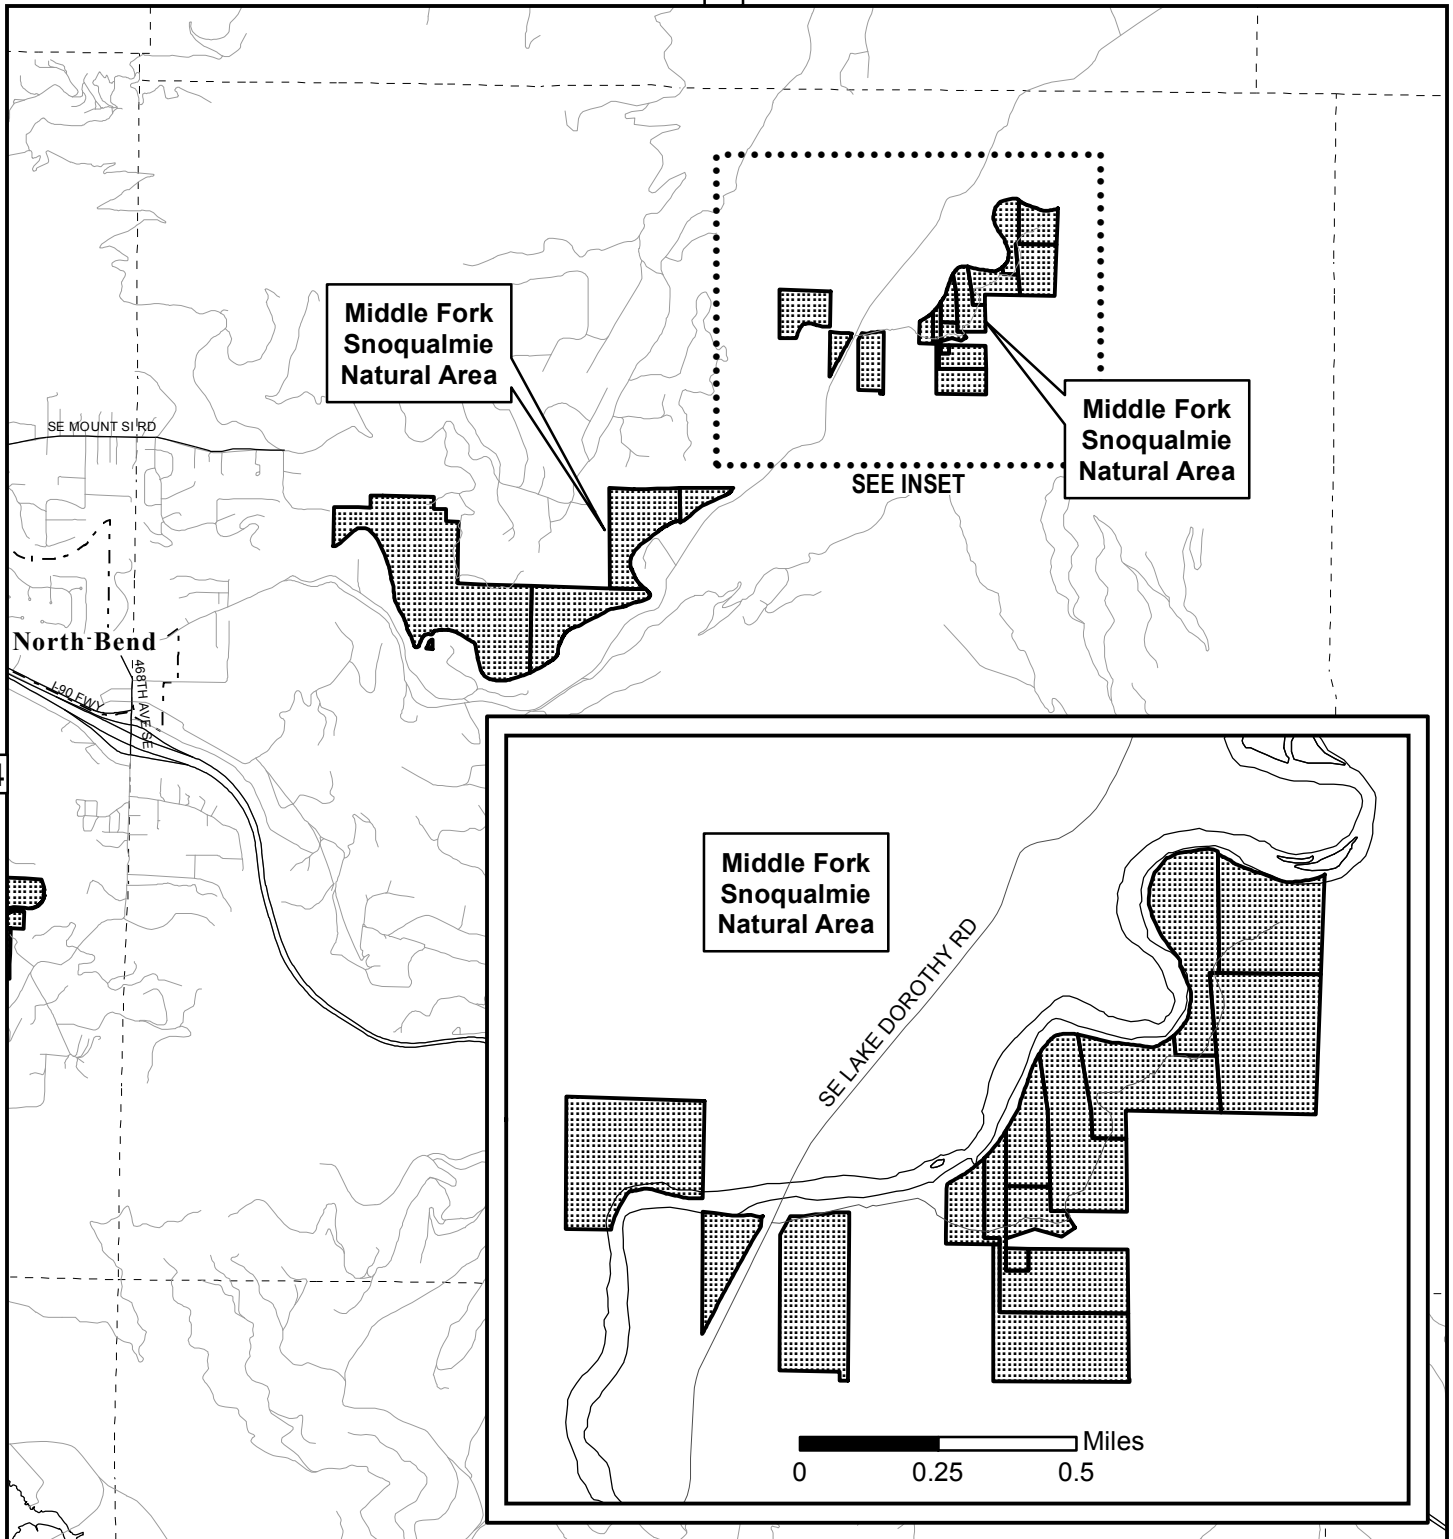 Middle Fork
Snoqualmie
Natural Area
Middle Fork
Snoqualmie
Natural Area
SE MOUNT SI RD
SEE INSET
North Bend
I-90 FWY
468TH AVE SE
Middle Fork
Snoqualmie
Natural Area
SE LAKE DOROTHY RD
Miles
0 0.25 0.5